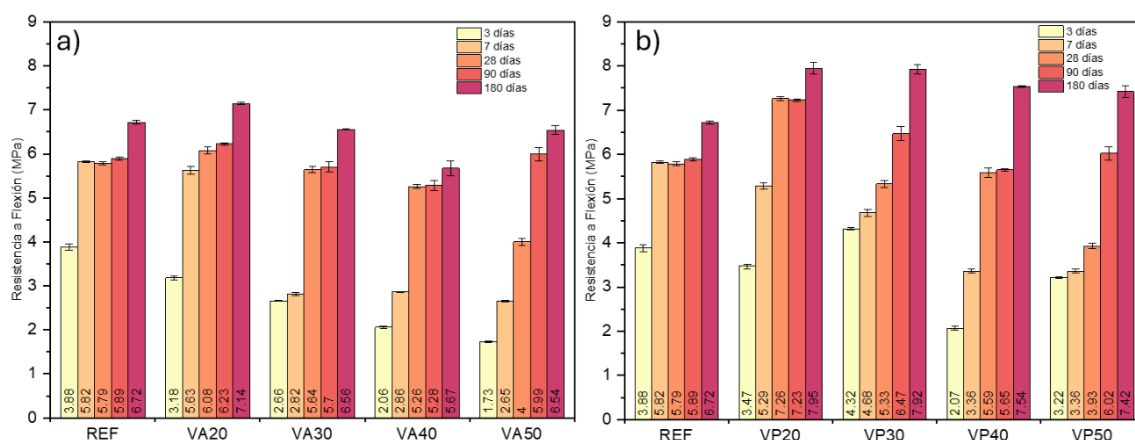 a)
Resistencia a Flexión (MPa)
9
8
7
6
5
4
3
2
1
0
3 días
7 días
28 días
90 días
180 días
3.88 5.82 5.79 5.89 6.72
3.18 5.63 6.08 6.23 7.14
2.66 2.82 5.64 5.7 6.56
2.06 2.86 5.26 5.28 5.67
1.73 2.65 4 5.99 6.54
REF VA20 VA30 VA40 VA50
b)
Resistencia a Flexión (MPa)
9
8
7
6
5
4
3
2
1
0
3 días
7 días
28 días
90 días
180 días
3.88 5.82 5.79 5.89 6.72
3.47 5.29 7.26 7.23 7.95
4.32 4.68 5.33 6.47 7.92
2.07 3.36 5.59 5.65 7.54
3.22 3.36 3.93 6.02 7.42
REF VP20 VP30 VP40 VP50